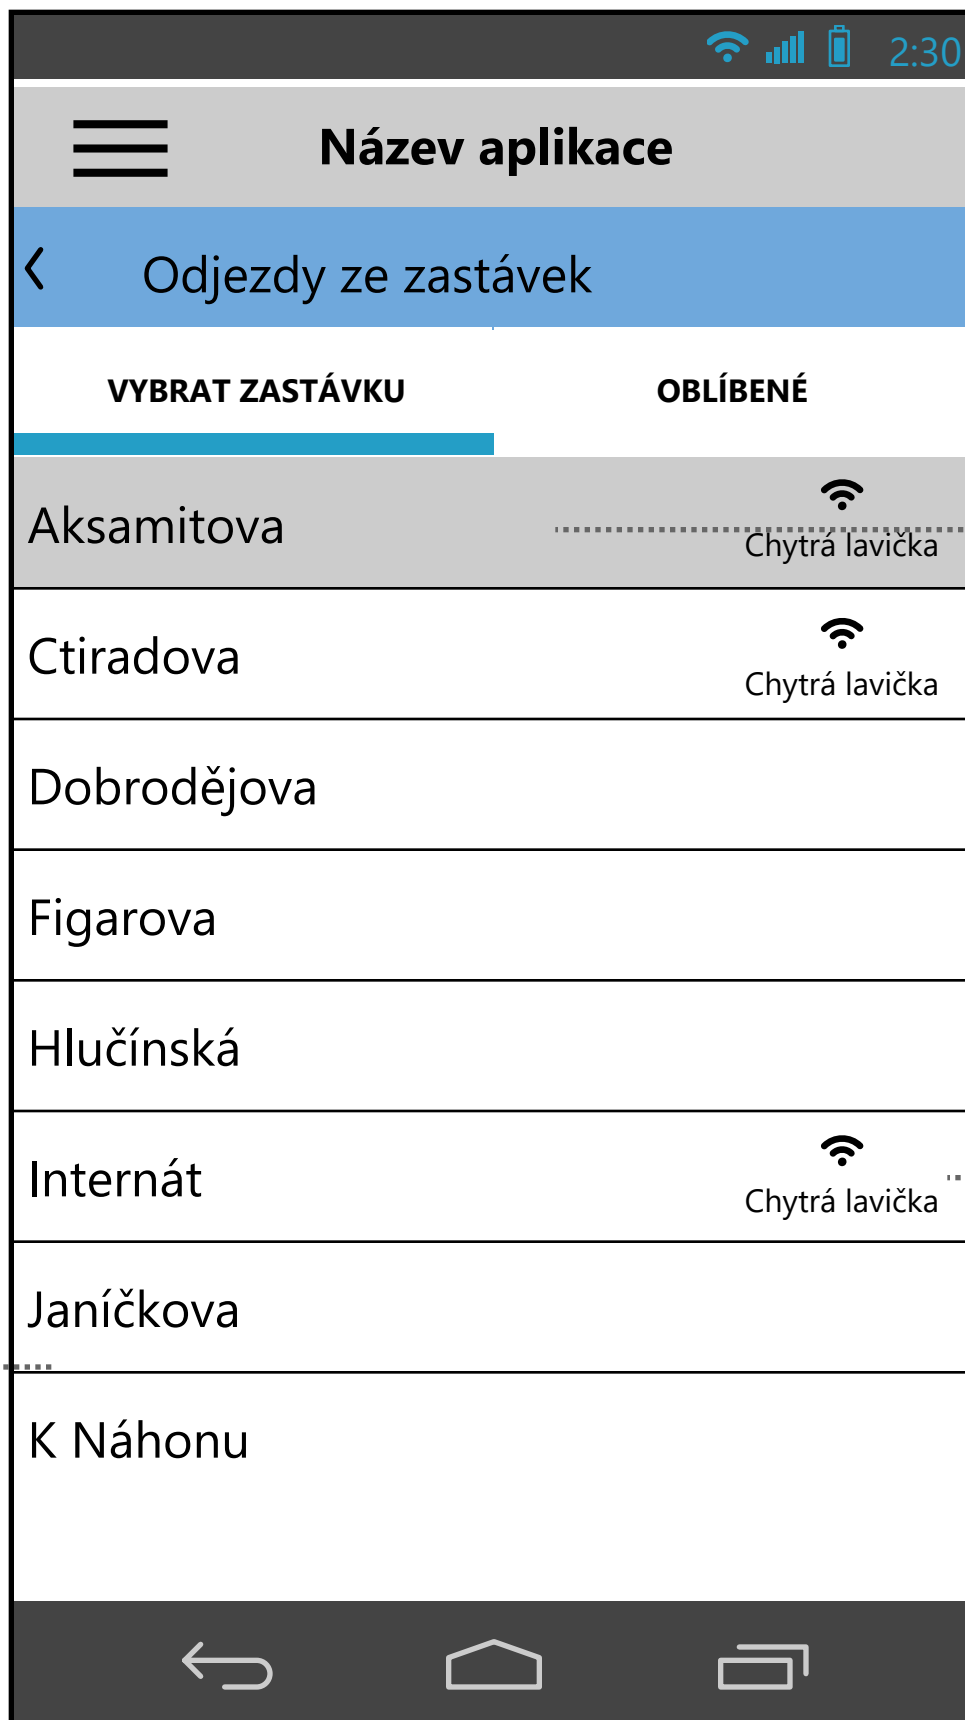 2:30
Název aplikace
Odjezdy ze zastávek
VYBRAT ZASTÁVKU OBLÍBENÉ
Aksamitova
Chytrá lavička
Ctiradova
Chytrá lavička
Dobrodějova
Figarova
Hlučínská
Internát
Chytrá lavička
Janíčkova
K Náhonu